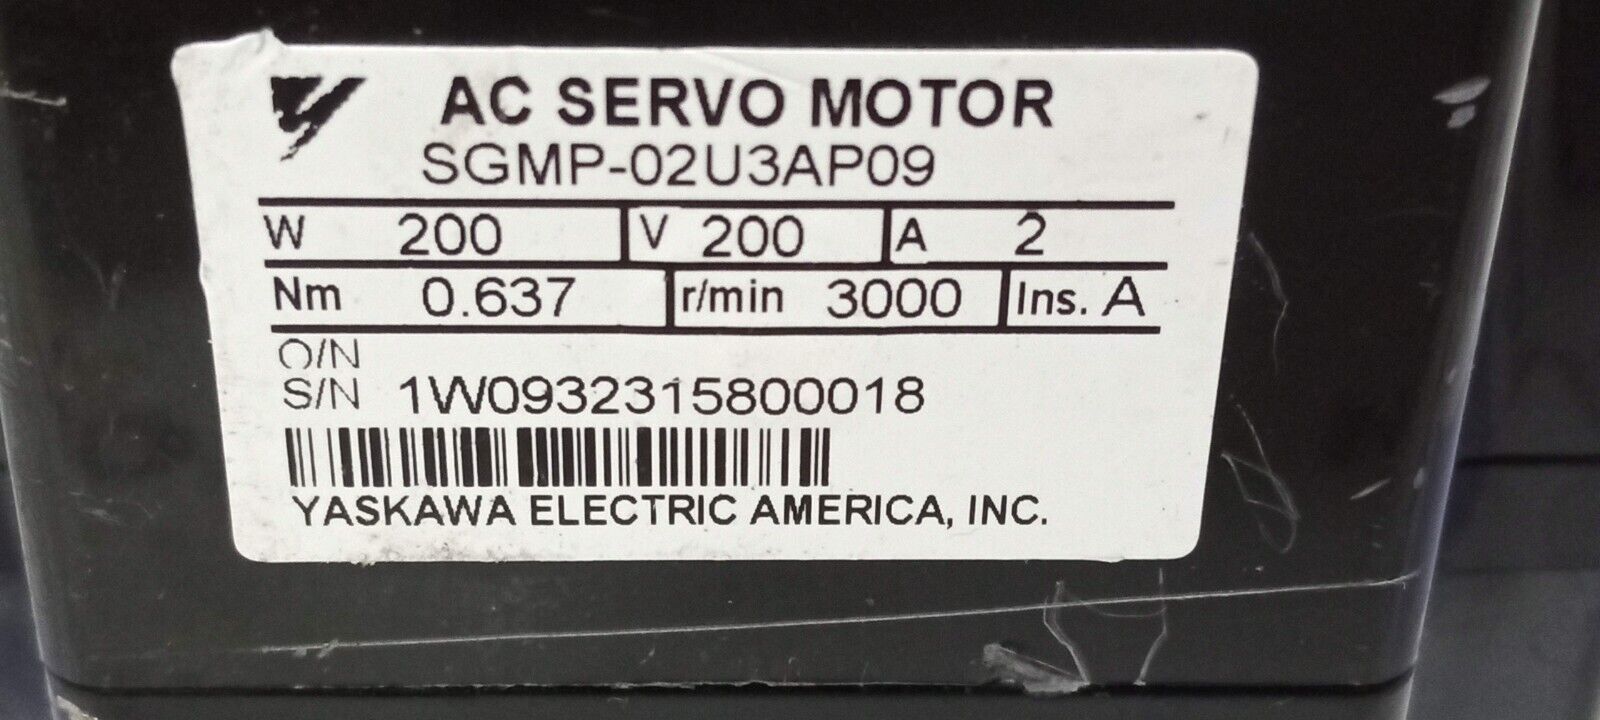 AC SERVO MOTOR
SGMP-02U3AP09
W 200 V 200 A 2
Nm 0.637 r/min 3000 Ins. A
O/N
S/N 1W0932315800018
YASKAWA ELECTRIC AMERICA, INC.